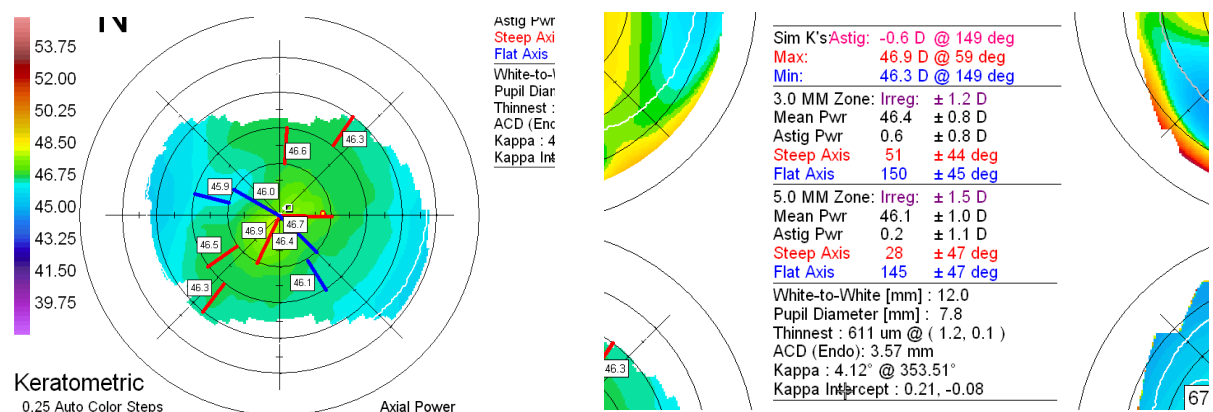 N
53.75
52.00
50.25
48.50
46.75
45.00
43.25
41.50
39.75
46.6
46.3
45.9
46.0
46.9
46.7
46.4
46.5
46.1
46.3
Keratometric
0.25 Auto Color Steps
Axial Power
Astig Pwr
Steep Axi
Flat Axis
White-to-
Pupil Dian
Thinnest :
ACD (Endo
Kappa : 4
Kappa Int
Sim K's: Astig: -0.6 D @ 149 deg
Max: 46.9 D @ 59 deg
Min: 46.3 D @ 149 deg
3.0 MM Zone: Irreg: ± 1.2 D
Mean Pwr 46.4 ± 0.8 D
Astig Pwr 0.6 ± 0.8 D
Steep Axis 51 ± 44 deg
Flat Axis 150 ± 45 deg
5.0 MM Zone: Irreg: ± 1.5 D
Mean Pwr 46.1 ± 1.0 D
Astig Pwr 0.2 ± 1.1 D
Steep Axis 28 ± 47 deg
Flat Axis 145 ± 47 deg
White-to-White [mm] : 12.0
Pupil Diameter [mm] : 7.8
Thinnest : 611 um @ ( 1.2, 0.1 )
ACD (Endo): 3.57 mm
Kappa : 4.12° @ 353.51°
Kappa Intercept : 0.21, -0.08
46.3
67